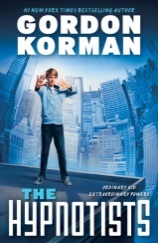 #1 NEW YORK TIMES BESTSELLING AUTHOR
GORDON
KORMAN
ORDINARY KID.
EXTRAORDINARY POWERS.
THE
HYPNOTISTS